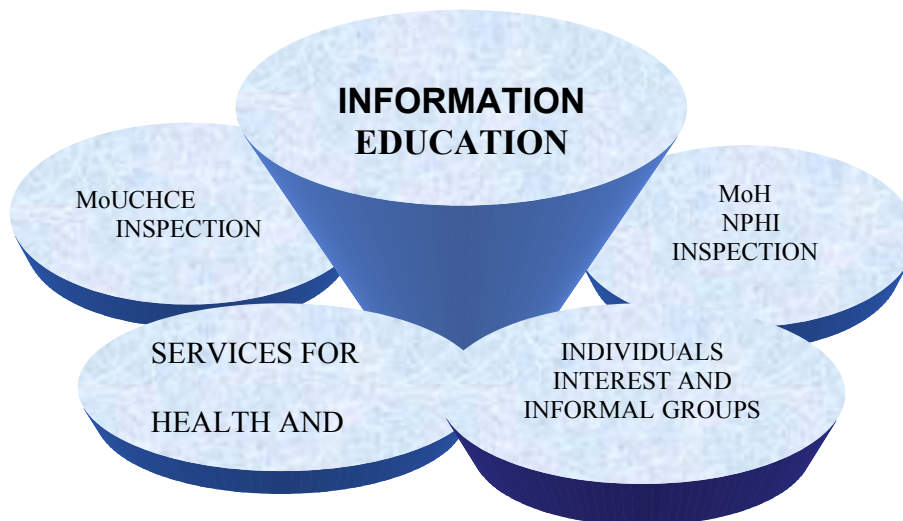 INFORMATION
EDUCATION
MoUCHCE
INSPECTION
MoH
NPHI
INSPECTION
SERVICES FOR
HEALTH AND
INDIVIDUALS
INTEREST AND
INFORMAL GROUPS